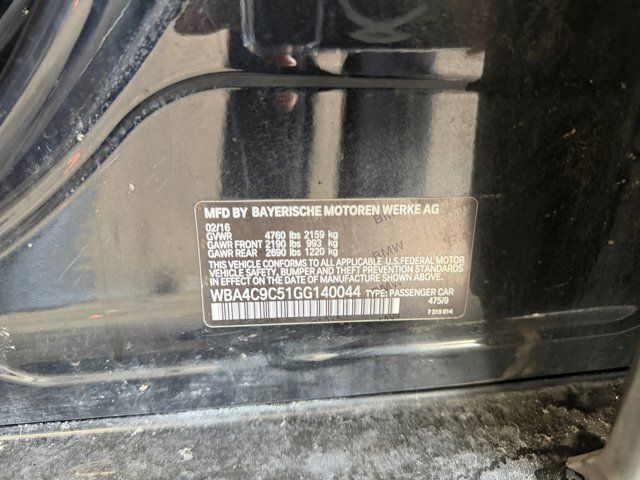 MFD BY BAYERISCHE MOTOREN WERKE AG
02/16
GVWR 4760 lbs 2159 kg
GAWR FRONT 2190 lbs 993 kg
GAWR REAR 2690 lbs 1220 kg
THIS VEHICLE CONFORMS TO ALL APPLICABLE U.S.FEDERAL MOTOR
VEHICLE SAFETY, BUMPER AND THEFT PREVENTION STANDARDS
IN EFFECT ON THE DATE OF MANUFACTURE SHOWN ABOVE.
WBA4C9C51GG140044 TYPE: PASSENGER CAR
475/9
7 315 814
BMW